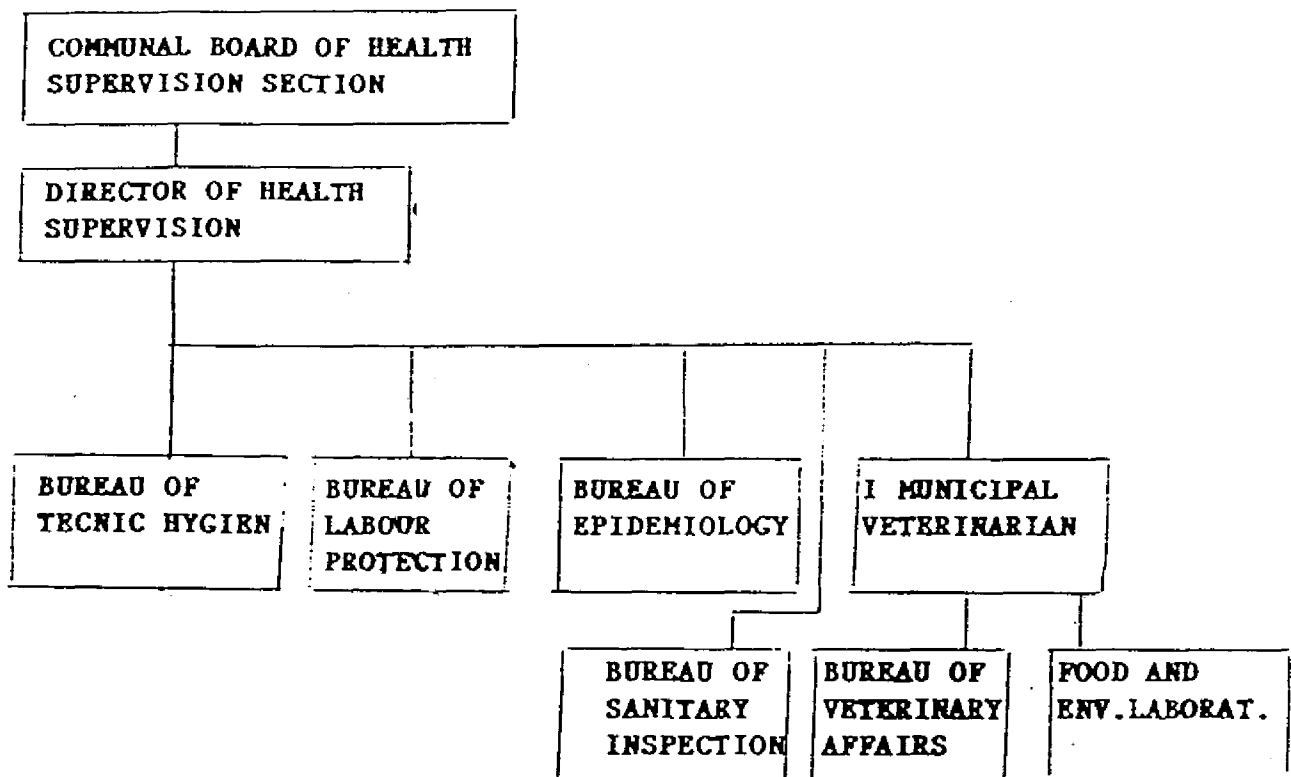 COMMUNAL BOARD OF HEALTH
SUPERVISION SECTION
DIRECTOR OF HEALTH
SUPERVISION
BUREAU OF
TECNIC HYGIEN
BUREAU OF
LABOUR
PROTECTION
BUREAU OF
EPIDEMIOLOGY
I MUNICIPAL
VETERINARIAN
BUREAU OF
SANITARY
INSPECTION
BUREAU OF
VETERINARY
AFFAIRS
FOOD AND
ENV.LABORAT.